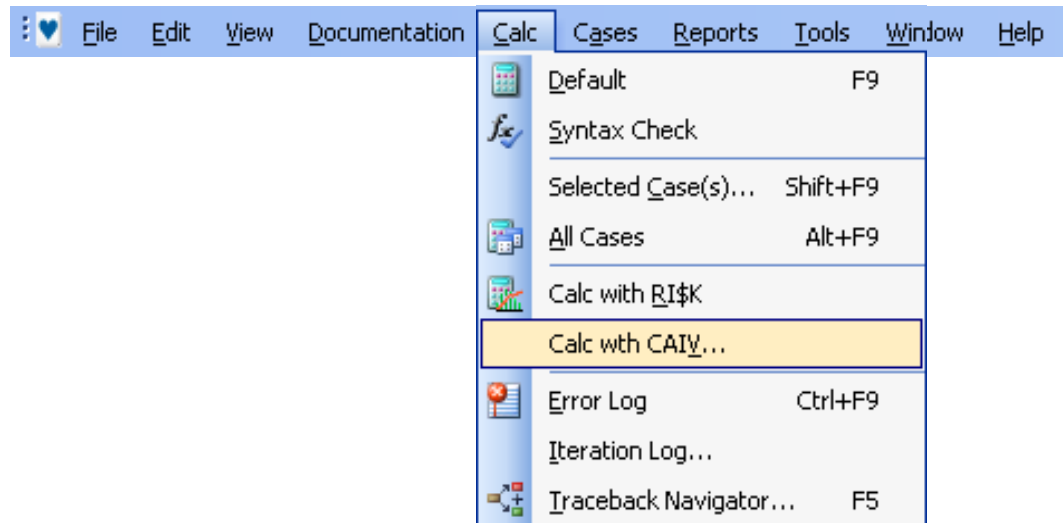 File Edit View Documentation Calc Cases Reports Tools Window Help
Default F9
Syntax Check
Selected Case(s)... Shift+F9
All Cases Alt+F9
Calc with RI$K
Calc wth CAIV...
Error Log Ctrl+F9
Iteration Log...
Traceback Navigator... F5